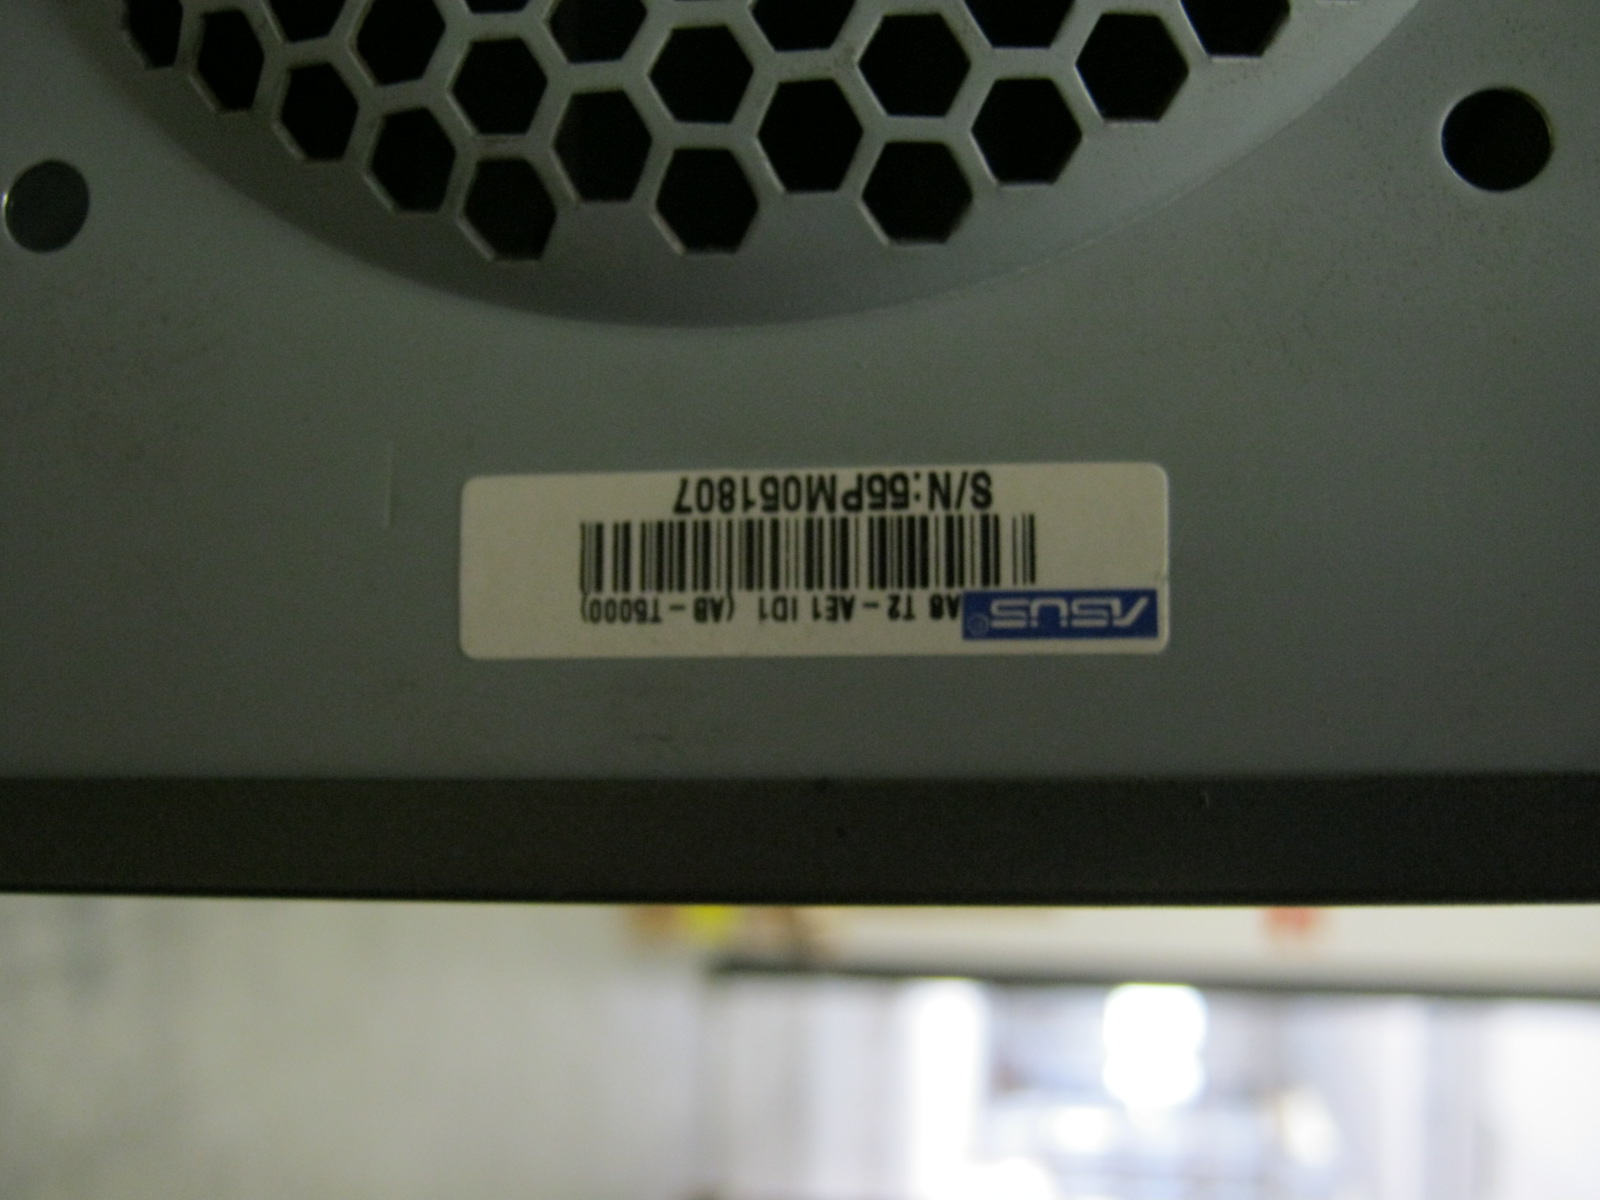 ASUS® A8 T2-AE1 ID1 (AB-T5000)
S/N:55PM051807